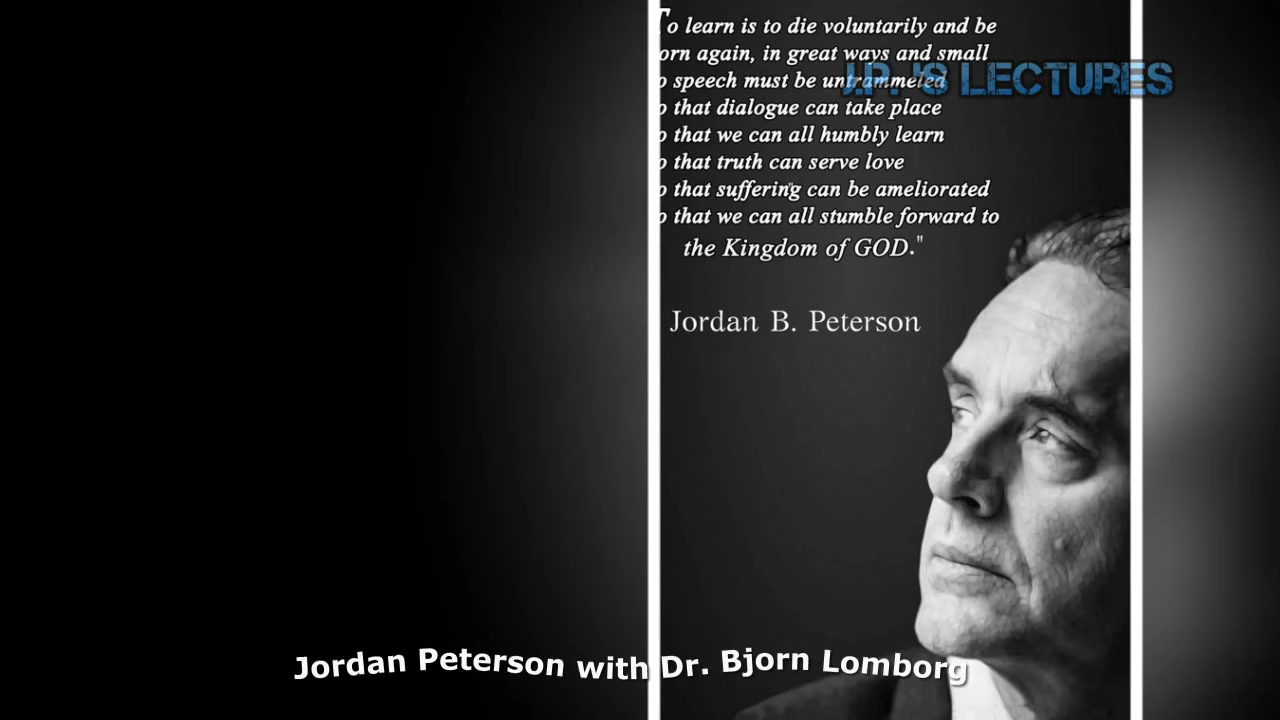 To learn is to die voluntarily and be
orn again, in great ways and small
o speech must be untrammeled
J.P.'S LECTURES
o that dialogue can take place
o that we can all humbly learn
o that truth can serve love
o that suffering can be ameliorated
o that we can all stumble forward to
the Kingdom of GOD."
Jordan B. Peterson
Jordan Peterson with Dr. Bjorn Lomborg